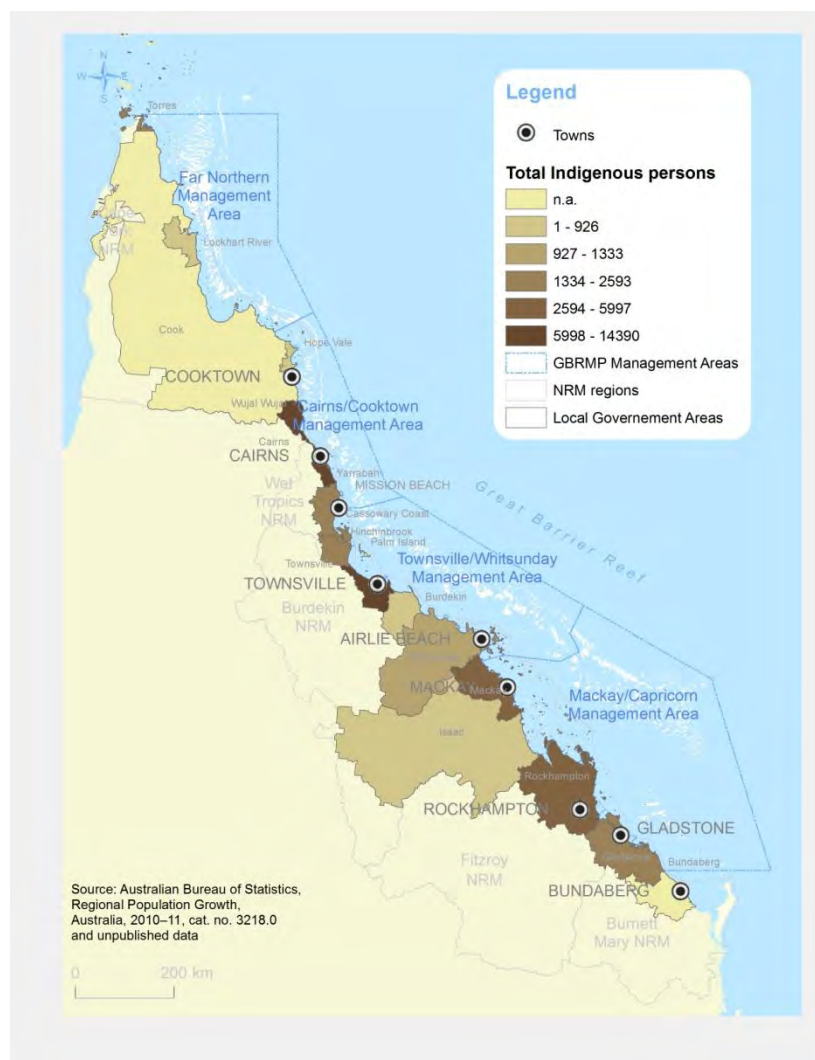 N
W E
S
Torres
Far Northern
Management
Area
NRM
Lockhart River
Cook
Hope Vale
COOKTOWN
Wujal Wujal
Cairns/Cooktown
Management Area
Cairns
CAIRNS
Yarrabah
Wet
Tropics
NRM
MISSION BEACH
Cassowary Coast
Hinchinbrook
Palm Island
Great Barrier Reef
Townsville/Whitsunday
Management Area
Townsville
TOWNSVILLE
Burdekin
Burdekin
NRM
AIRLIE BEACH
MACKAY
Mackay
Mackay/Capricorn
Management Area
Isaac
Rockhampton
ROCKHAMPTON
GLADSTONE
Gladstone
Fitzroy
NRM
Bundaberg
BUNDABERG
Burnett
Mary NRM
Legend
Towns
Total Indigenous persons
n.a.
1 - 926
927 - 1333
1334 - 2593
2594 - 5997
5998 - 14390
GBRMP Management Areas
NRM regions
Local Governement Areas
Source: Australian Bureau of Statistics,
Regional Population Growth,
Australia, 2010–11, cat. no. 3218.0
and unpublished data
0 200 km